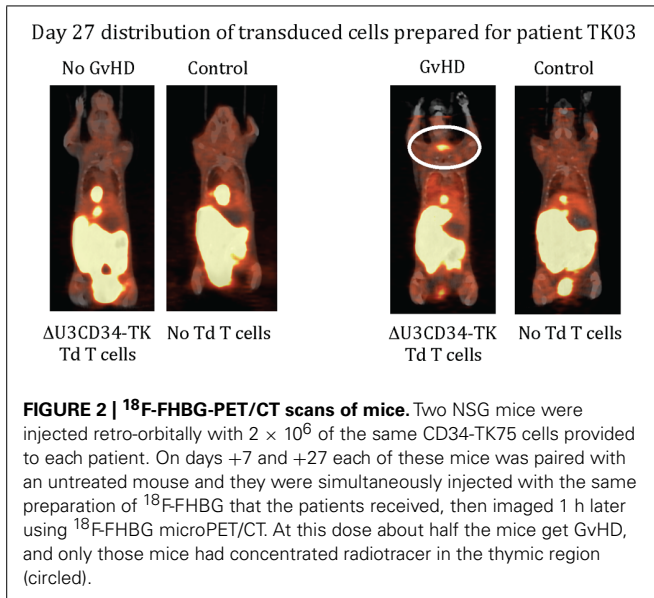 Day 27 distribution of transduced cells prepared for patient TK03
No GvHD Control GvHD Control
ΔU3CD34-TK Td T cells No Td T cells ΔU3CD34-TK Td T cells No Td T cells
FIGURE 2 | ¹⁸F-FHBG-PET/CT scans of mice. Two NSG mice were
injected retro-orbitally with 2 × 10⁶ of the same CD34-TK75 cells provided
to each patient. On days +7 and +27 each of these mice was paired with
an untreated mouse and they were simultaneously injected with the same
preparation of ¹⁸F-FHBG that the patients received, then imaged 1 h later
using ¹⁸F-FHBG microPET/CT. At this dose about half the mice get GvHD,
and only those mice had concentrated radiotracer in the thymic region
(circled).